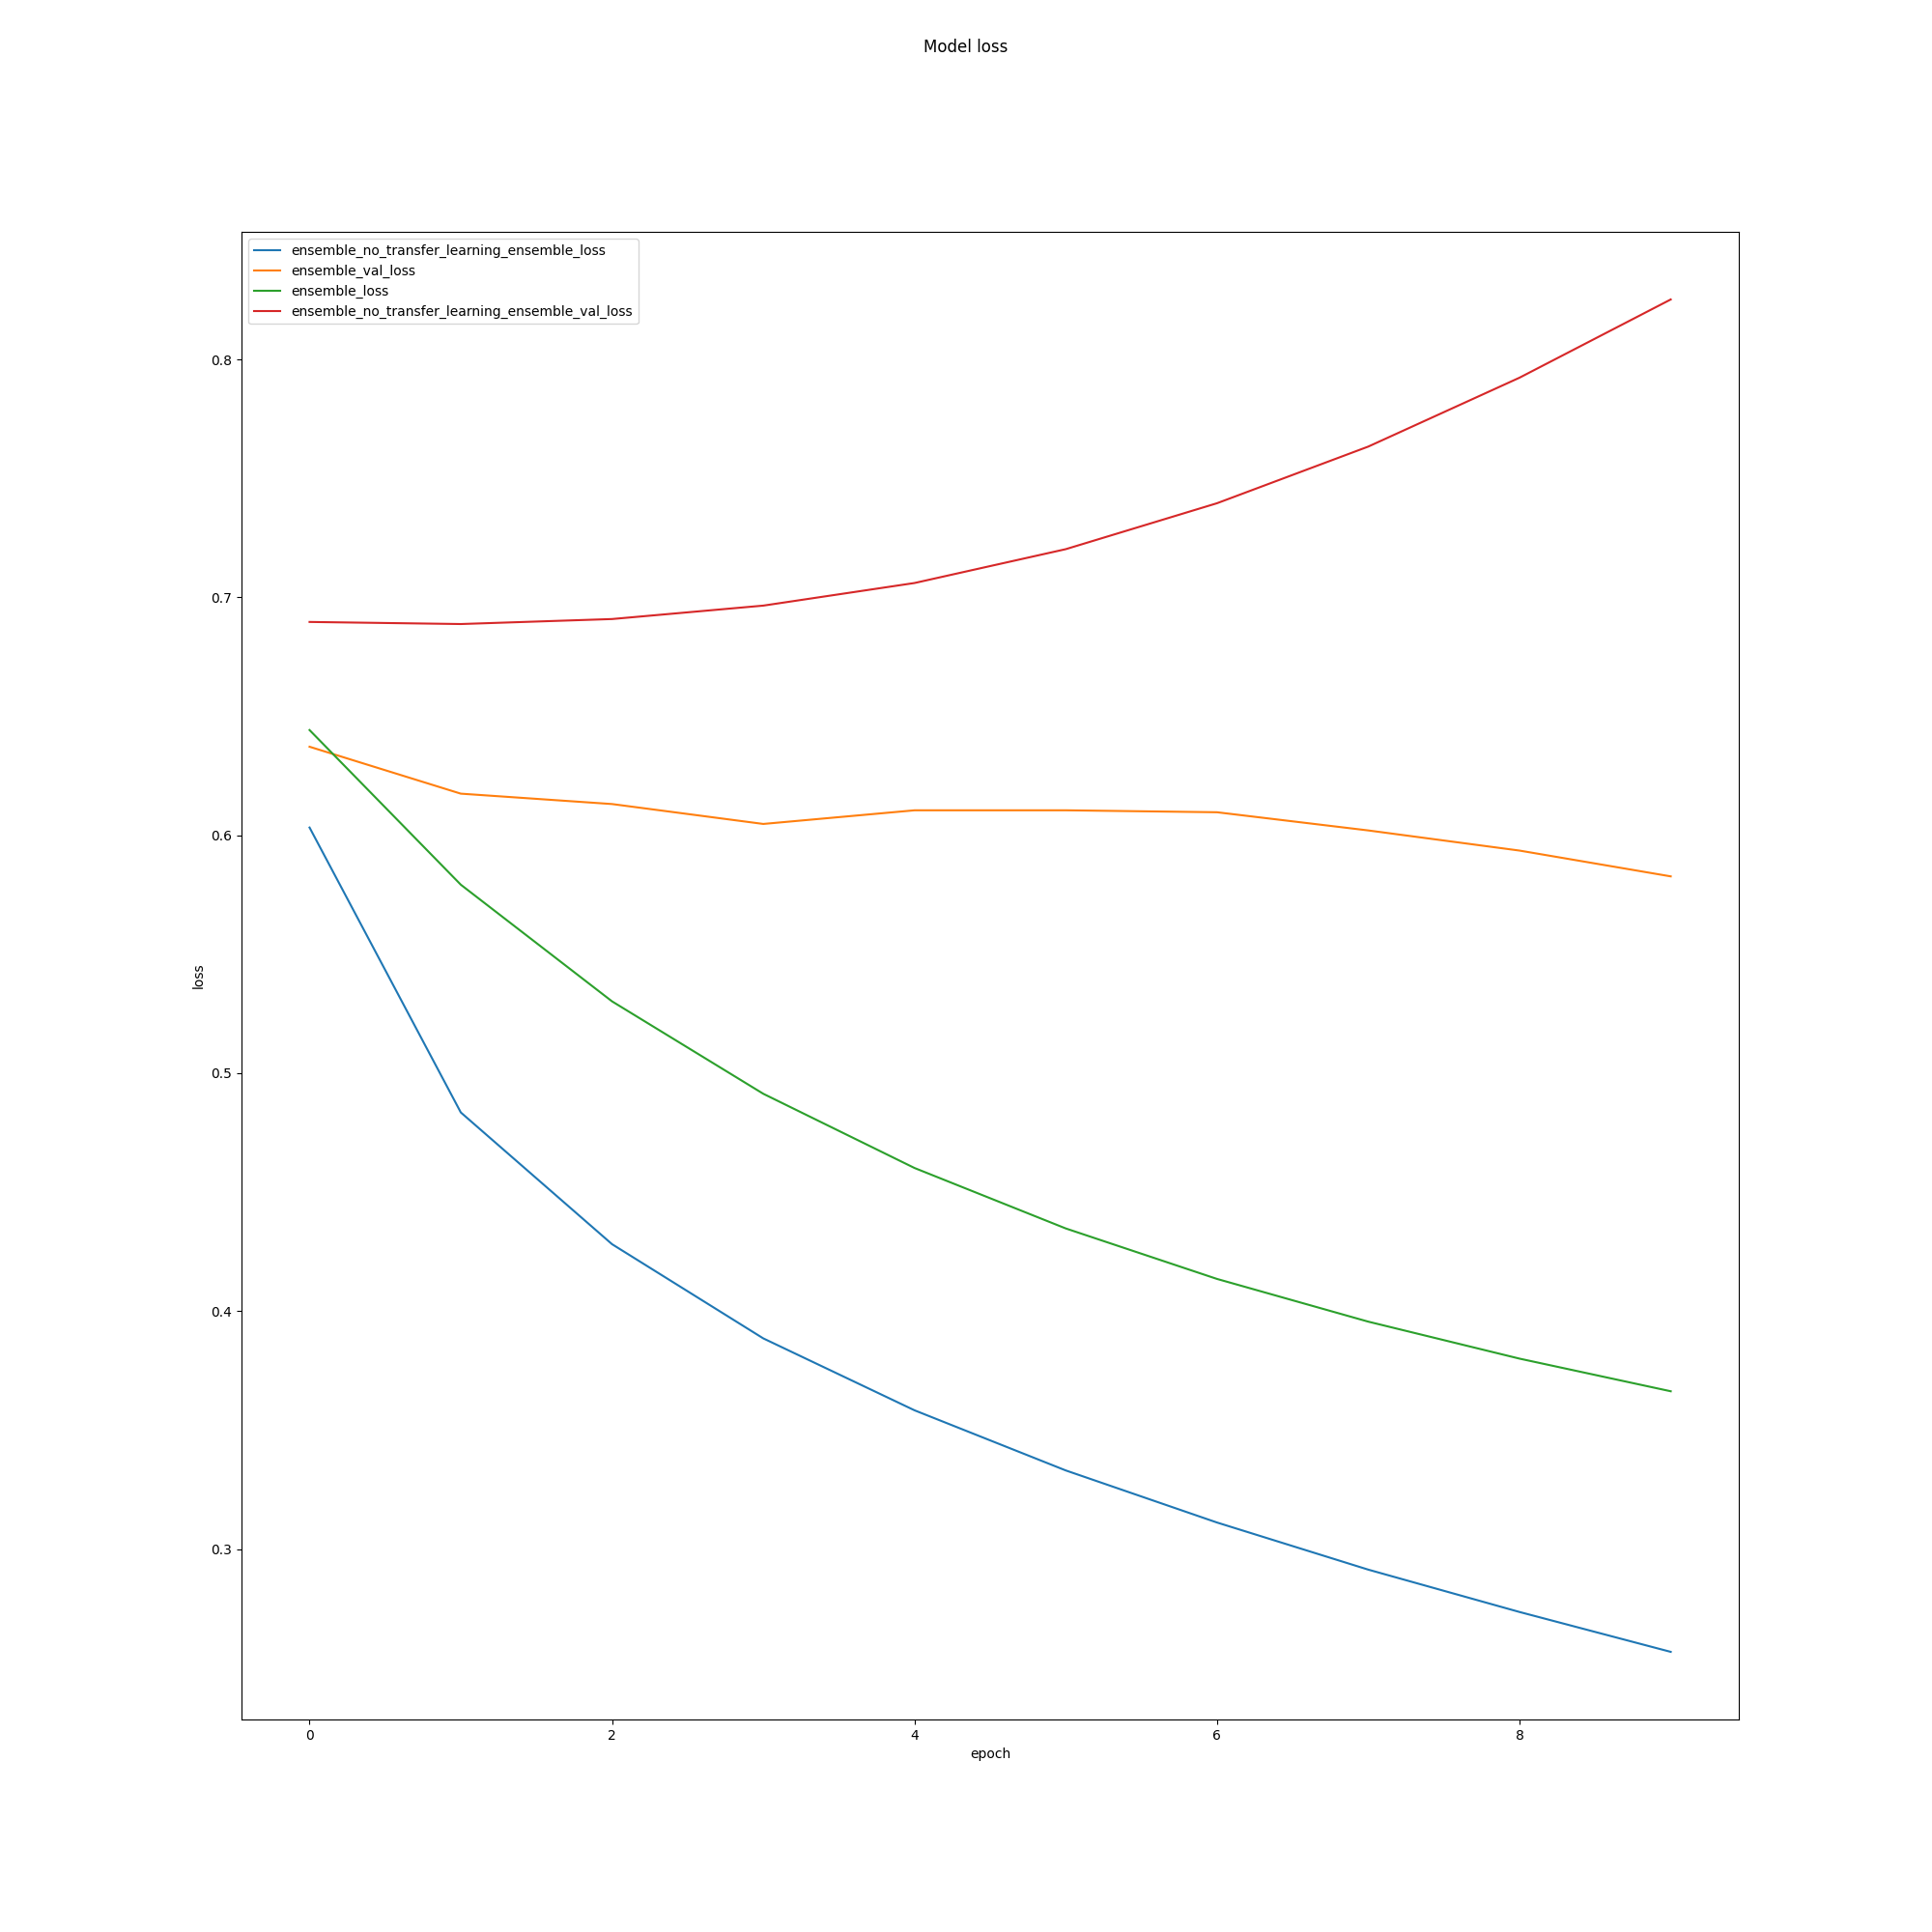 Model loss
ensemble_no_transfer_learning_ensemble_loss
ensemble_val_loss
ensemble_loss
ensemble_no_transfer_learning_ensemble_val_loss
0.8
0.7
0.6
0.5
0.4
0.3
loss
0 2 4 6 8
epoch